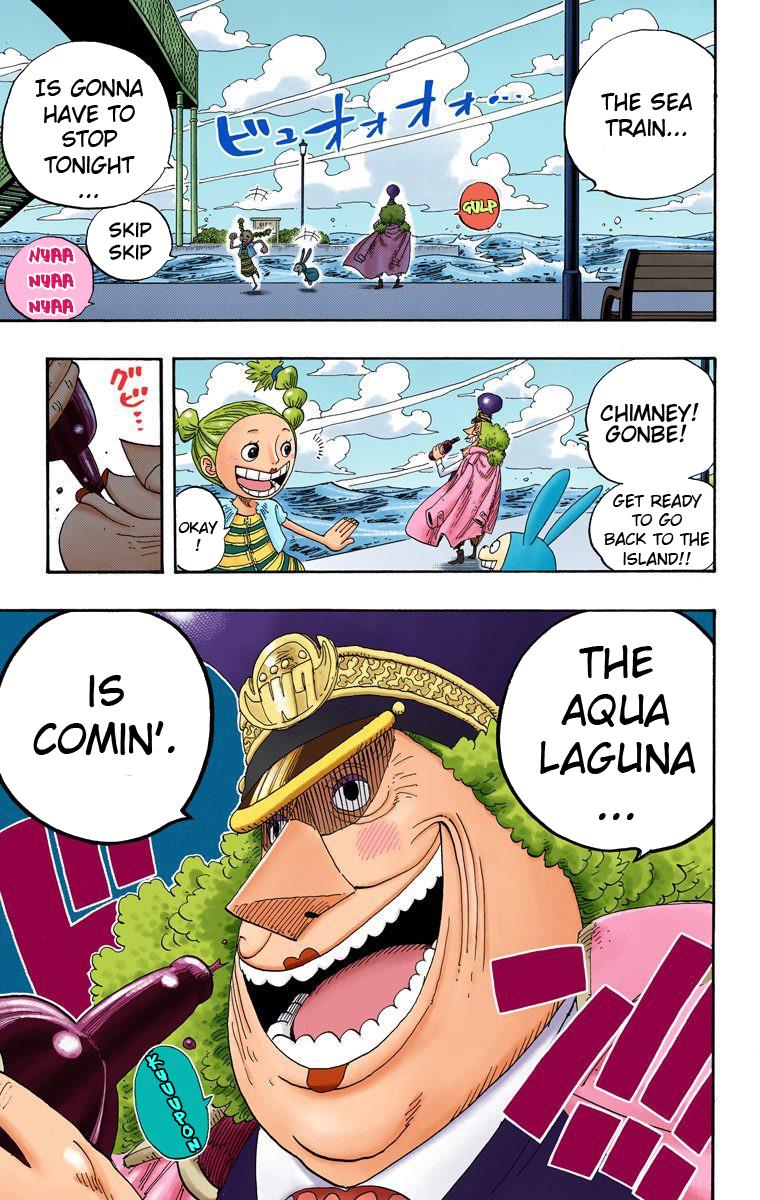 THE SEA
TRAIN...
GULP
ビュオォオォ...
IS GONNA
HAVE TO
STOP
TONIGHT
...
SKIP
SKIP
NYAA
NYAA
NYAA
CHIMNEY!
GONBE!
GET READY
TO GO
BACK TO THE
ISLAND!!
OKAY
!
グビ...
THE
AQUA
LAGUNA
...
IS
COMIN'.